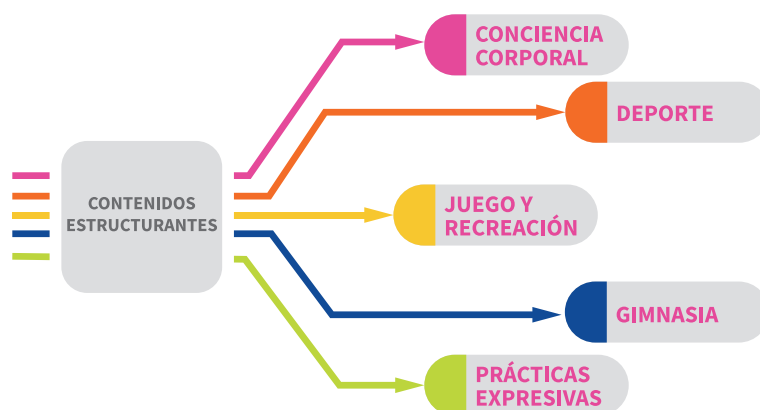 CONTENIDOS
ESTRUCTURANTES
CONCIENCIA
CORPORAL
DEPORTE
JUEGO Y
RECREACIÓN
GIMNASIA
PRÁCTICAS
EXPRESIVAS